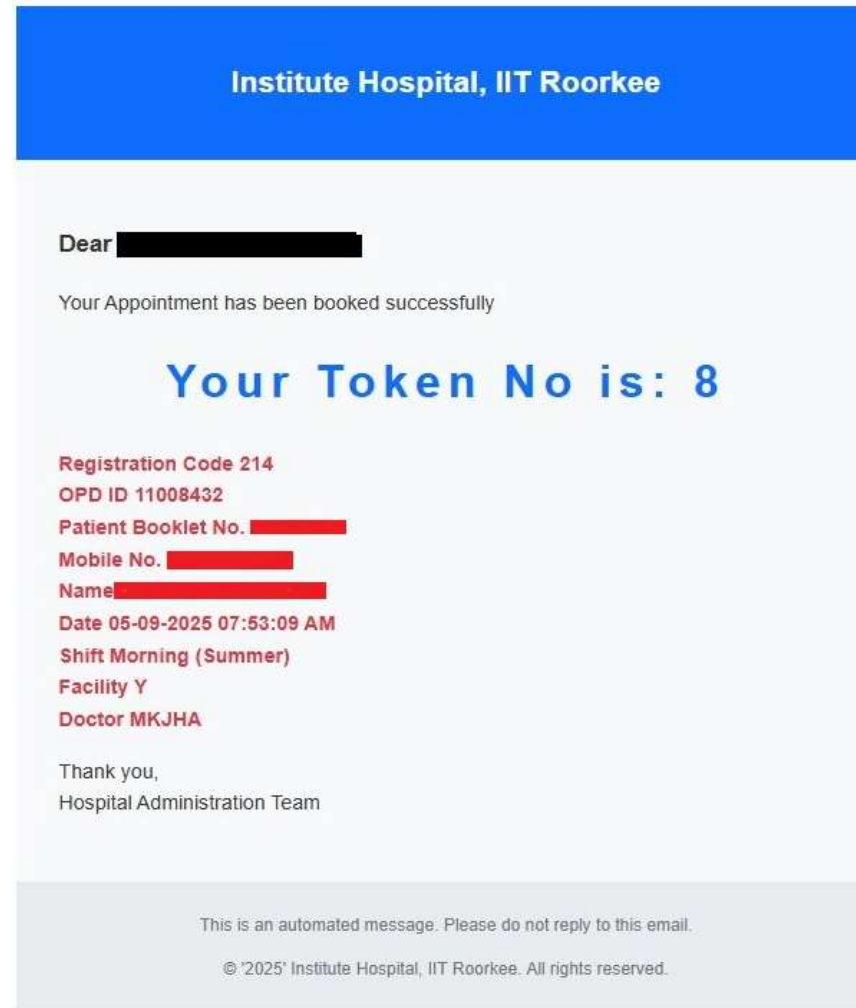 Institute Hospital, IIT Roorkee
Dear
Your Appointment has been booked successfully
Your Token No is: 8
Registration Code 214
OPD ID 11008432
Patient Booklet No.
Mobile No.
Name
Date 05-09-2025 07:53:09 AM
Shift Morning (Summer)
Facility Y
Doctor MKJHA
Thank you,
Hospital Administration Team
This is an automated message. Please do not reply to this email.
© '2025' Institute Hospital, IIT Roorkee. All rights reserved.